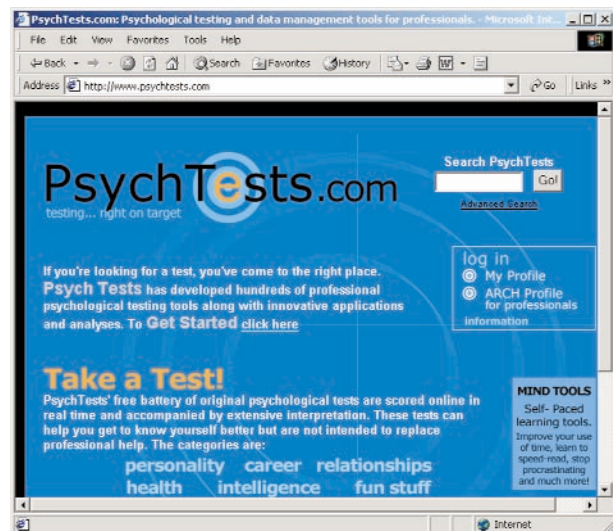 PsychTests.com: Psychological testing and data management tools for professionals. - Microsoft Int...
File Edit View Favorites Tools Help
Back Search Favorites History
Address http://www.psychtests.com Go Links »
PsychTests.com
testing... right on target
Search PsychTests
Go!
Advanced Search
log in
My Profile
ARCH Profile
for professionals
information
If you're looking for a test, you've come to the right place.
Psych Tests has developed hundreds of professional
psychological testing tools along with innovative applications
and analyses. To Get Started click here
Take a Test!
PsychTests' free battery of original psychological tests are scored online in
real time and accompanied by extensive interpretation. These tests can
help you get to know yourself better but are not intended to replace
professional help. The categories are:
personality career relationships
health intelligence fun stuff
MIND TOOLS
Self- Paced
learning tools.
Improve your use
of time, learn to
speed-read, stop
procrastinating
and much more!
Internet